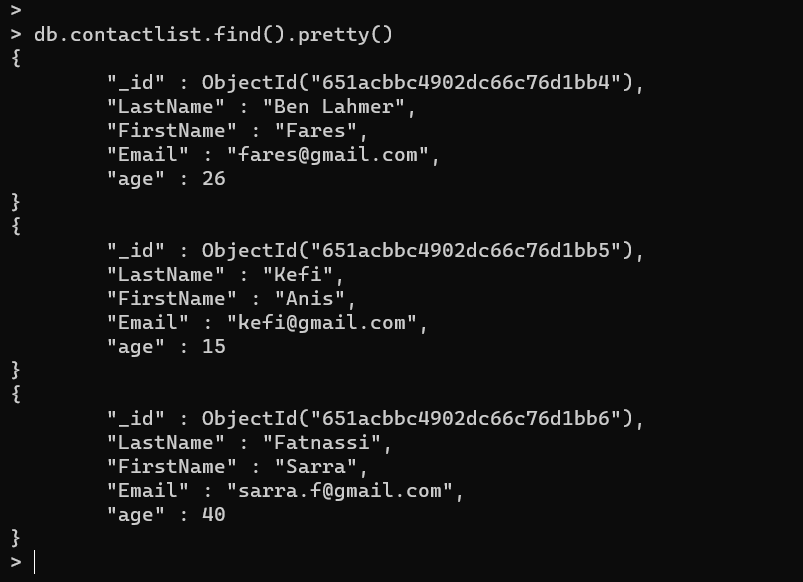 >
> db.contactlist.find().pretty()
{
        "_id" : ObjectId("651acbbc4902dc66c76d1bb4"),
        "LastName" : "Ben Lahmer",
        "FirstName" : "Fares",
        "Email" : "fares@gmail.com",
        "age" : 26
}
{
        "_id" : ObjectId("651acbbc4902dc66c76d1bb5"),
        "LastName" : "Kefi",
        "FirstName" : "Anis",
        "Email" : "kefi@gmail.com",
        "age" : 15
}
{
        "_id" : ObjectId("651acbbc4902dc66c76d1bb6"),
        "LastName" : "Fatnassi",
        "FirstName" : "Sarra",
        "Email" : "sarra.f@gmail.com",
        "age" : 40
}
>